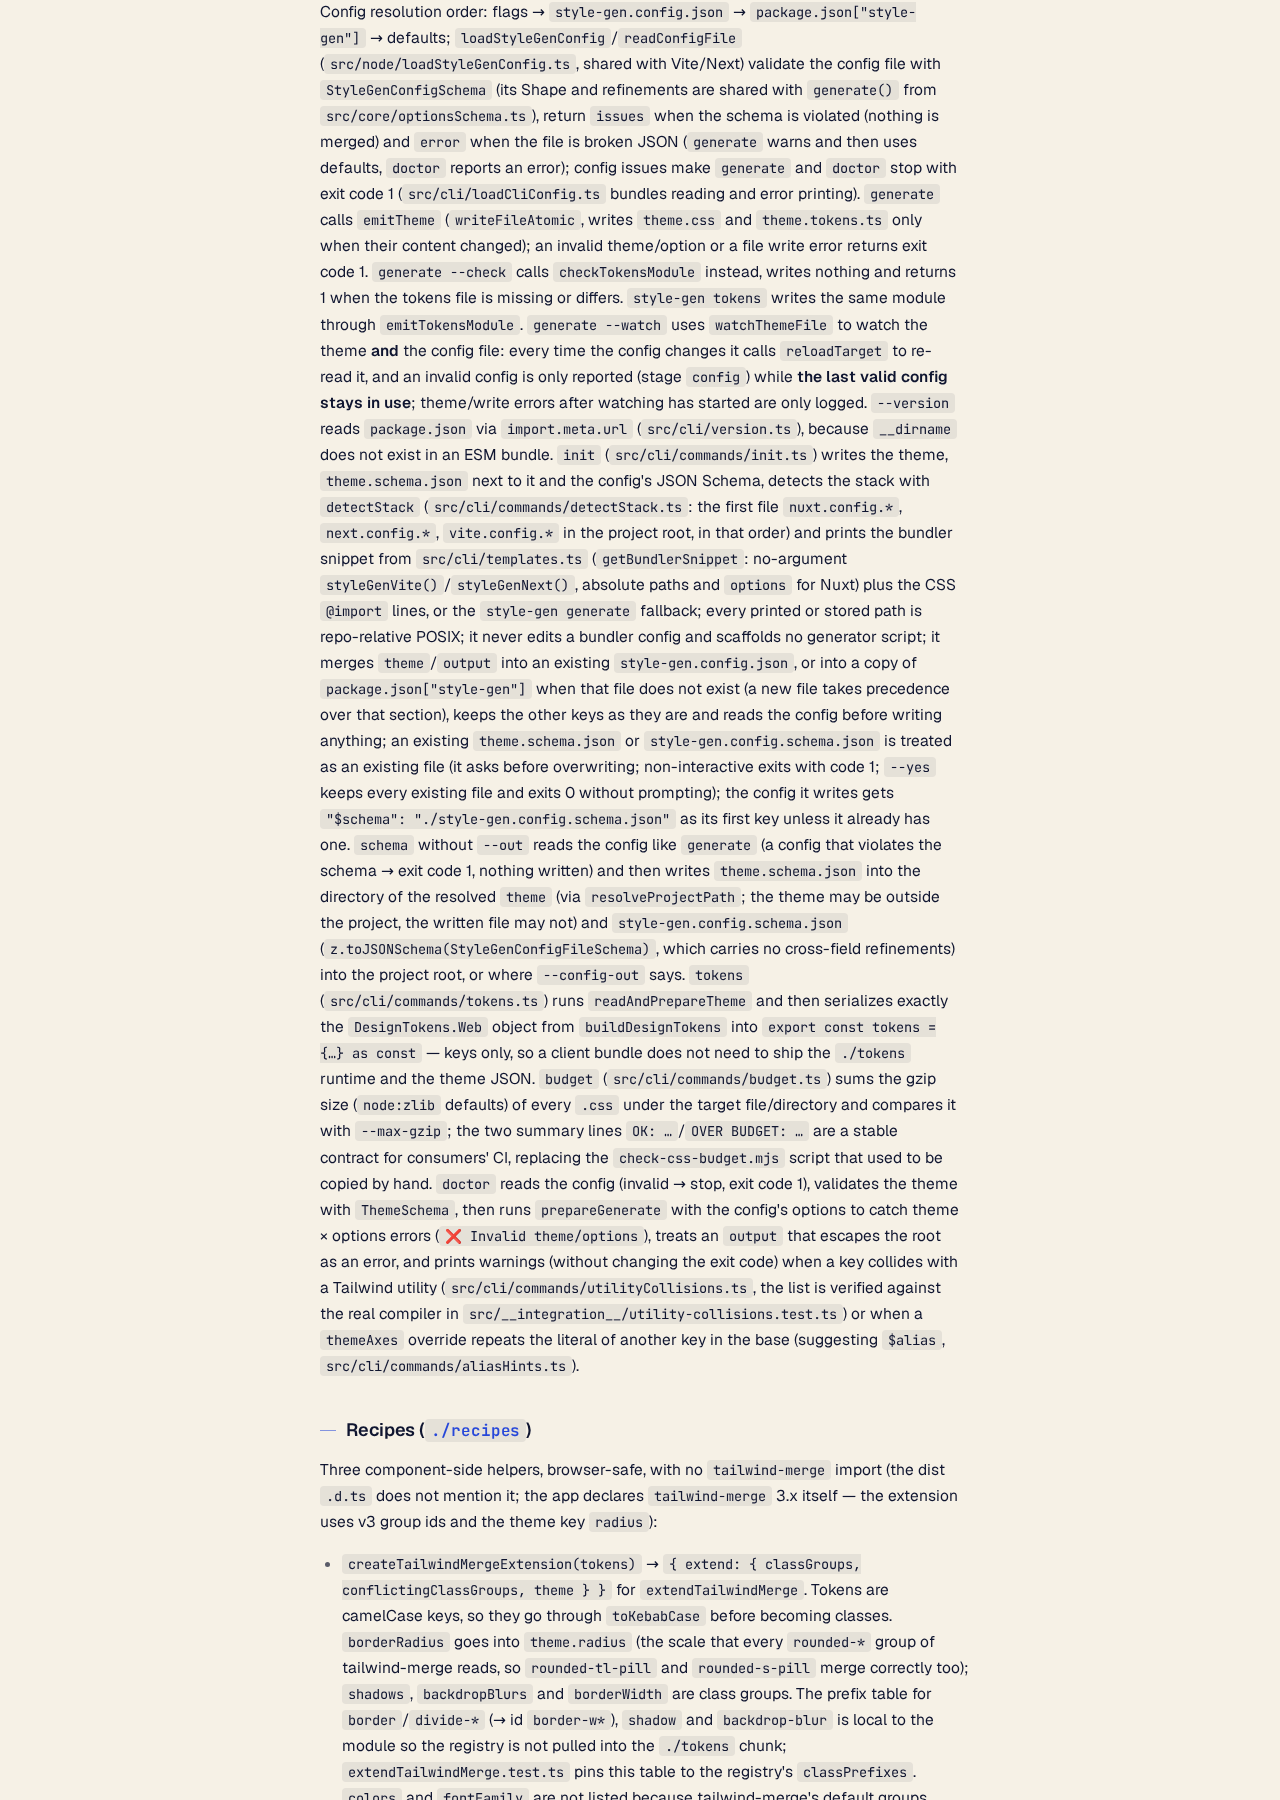 Config resolution order: flags → style-gen.config.json → package.json["style-
gen"] → defaults; loadStyleGenConfig / readConfigFile
( src/node/loadStyleGenConfig.ts , shared with Vite/Next) validate the config file with
StyleGenConfigSchema (its Shape and refinements are shared with generate() from
src/core/optionsSchema.ts ), return issues when the schema is violated (nothing is
merged) and error when the file is broken JSON ( generate warns and then uses
defaults, doctor reports an error); config issues make generate and doctor stop with
exit code 1 ( src/cli/loadCliConfig.ts bundles reading and error printing). generate
calls emitTheme ( writeFileAtomic , writes theme.css and theme.tokens.ts only
when their content changed); an invalid theme/option or a file write error returns exit
code 1. generate --check calls checkTokensModule instead, writes nothing and returns
1 when the tokens file is missing or differs. style-gen tokens writes the same module
through emitTokensModule . generate --watch uses watchThemeFile to watch the
theme and the config file: every time the config changes it calls reloadTarget to re-
read it, and an invalid config is only reported (stage config ) while the last valid config
stays in use; theme/write errors after watching has started are only logged. --version
reads package.json via import.meta.url ( src/cli/version.ts ), because __dirname
does not exist in an ESM bundle. init ( src/cli/commands/init.ts ) writes the theme,
theme.schema.json next to it and the config's JSON Schema, detects the stack with
detectStack ( src/cli/commands/detectStack.ts : the first file nuxt.config.* ,
next.config.* , vite.config.* in the project root, in that order) and prints the bundler
snippet from src/cli/templates.ts ( getBundlerSnippet : no-argument
styleGenVite() / styleGenNext() , absolute paths and options for Nuxt) plus the CSS
@import lines, or the style-gen generate fallback; every printed or stored path is
repo-relative POSIX; it never edits a bundler config and scaffolds no generator script; it
merges theme / output into an existing style-gen.config.json , or into a copy of
package.json["style-gen"] when that file does not exist (a new file takes precedence
over that section), keeps the other keys as they are and reads the config before writing
anything; an existing theme.schema.json or style-gen.config.schema.json is treated
as an existing file (it asks before overwriting; non-interactive exits with code 1; --yes
keeps every existing file and exits 0 without prompting); the config it writes gets
"$schema": "./style-gen.config.schema.json" as its first key unless it already has
one. schema without --out reads the config like generate (a config that violates the
schema → exit code 1, nothing written) and then writes theme.schema.json into the
directory of the resolved theme (via resolveProjectPath ; the theme may be outside
the project, the written file may not) and style-gen.config.schema.json
( z.toJSONSchema(StyleGenConfigFileSchema) , which carries no cross-field refinements)
into the project root, or where --config-out says. tokens
( src/cli/commands/tokens.ts ) runs readAndPrepareTheme and then serializes exactly
the DesignTokens.Web object from buildDesignTokens into export const tokens =
{…} as const — keys only, so a client bundle does not need to ship the ./tokens
runtime and the theme JSON. budget ( src/cli/commands/budget.ts ) sums the gzip
size ( node:zlib defaults) of every .css under the target file/directory and compares it
with --max-gzip ; the two summary lines OK: … / OVER BUDGET: … are a stable
contract for consumers' CI, replacing the check-css-budget.mjs script that used to be
copied by hand. doctor reads the config (invalid → stop, exit code 1), validates the theme
with ThemeSchema , then runs prepareGenerate with the config's options to catch theme
× options errors ( ❌ Invalid theme/options ), treats an output that escapes the root
as an error, and prints warnings (without changing the exit code) when a key collides with
a Tailwind utility ( src/cli/commands/utilityCollisions.ts , the list is verified against
the real compiler in src/__integration__/utility-collisions.test.ts ) or when a
themeAxes override repeats the literal of another key in the base (suggesting $alias ,
src/cli/commands/aliasHints.ts ).
— Recipes ( ./recipes )
Three component-side helpers, browser-safe, with no tailwind-merge import (the dist
.d.ts does not mention it; the app declares tailwind-merge 3.x itself — the extension
uses v3 group ids and the theme key radius ):
• createTailwindMergeExtension(tokens) → { extend: { classGroups,
conflictingClassGroups, theme } } for extendTailwindMerge . Tokens are
camelCase keys, so they go through toKebabCase before becoming classes.
borderRadius goes into theme.radius (the scale that every rounded-* group of
tailwind-merge reads, so rounded-tl-pill and rounded-s-pill merge correctly too);
shadows , backdropBlurs and borderWidth are class groups. The prefix table for
border / divide-* (→ id border-w* ), shadow and backdrop-blur is local to the
module so the registry is not pulled into the ./tokens chunk;
extendTailwindMerge.test.ts pins this table to the registry's classPrefixes .
colors and fontFamily are not listed because tailwind-merge's default groups